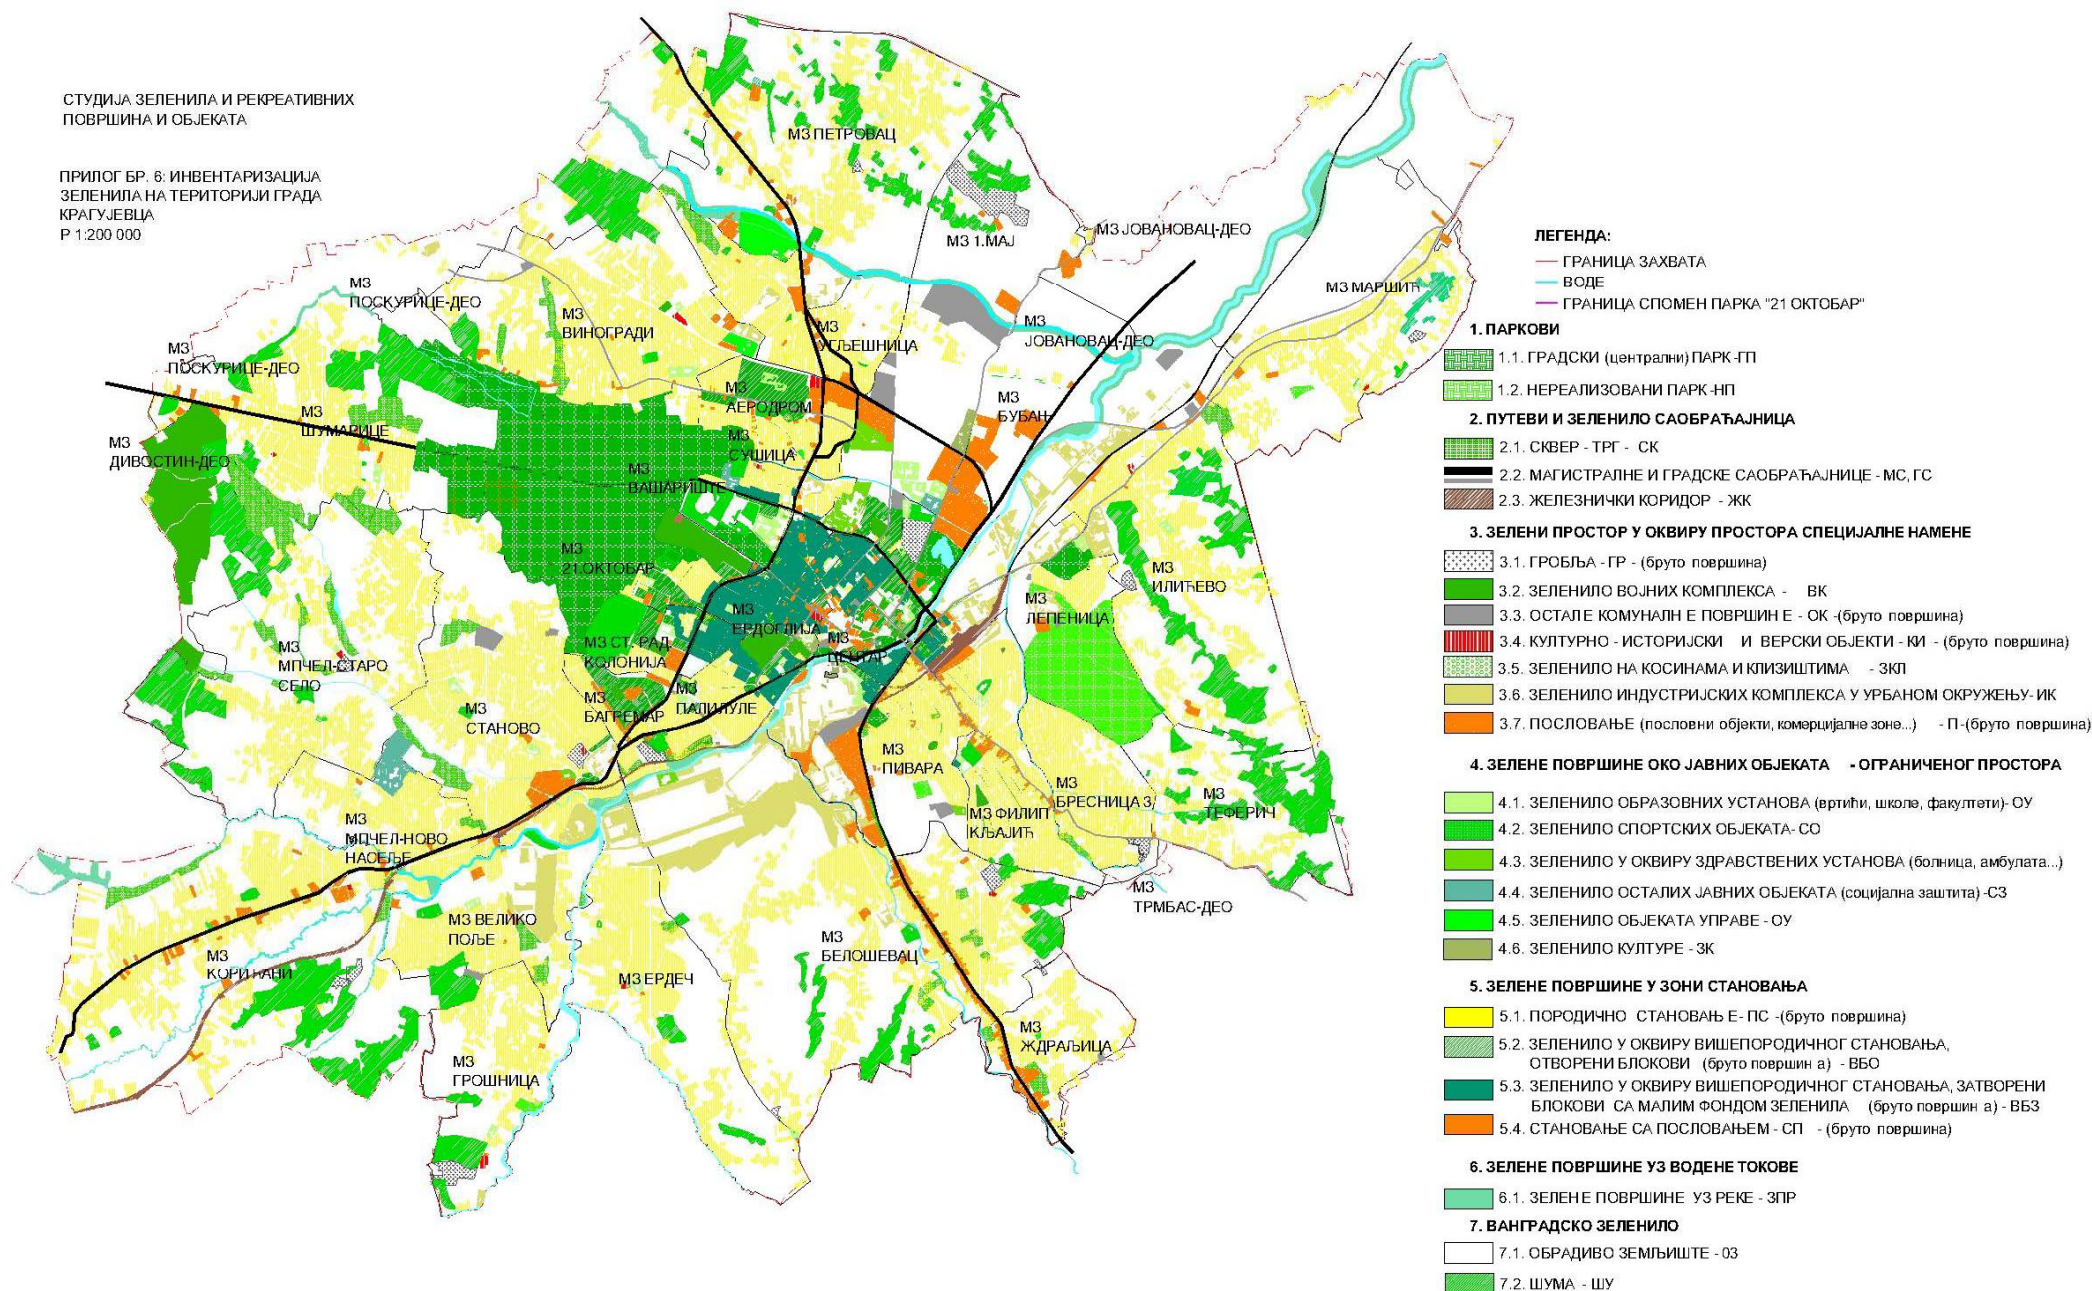 СТУДИЈА ЗЕЛЕНИЛА И РЕКРЕАТИВНИХ
ПОВРШИНА И ОБЈЕКАТА
ПРИЛОГ БР. 6: ИНВЕНТАРИЗАЦИЈА
ЗЕЛЕНИЛА НА ТЕРИТОРИЈИ ГРАДА
КРАГУЈЕВЦА
Р 1:200 000
МЗ ПЕТРОВАЦ
МЗ 1.МАЈ
МЗ ЈОВАНОВАЦ-ДЕО
МЗ МАРШИЋ
МЗ
ПОСКУРИЦЕ-ДЕО
МЗ
ВИНОГРАДИ
МЗ
УГЉЕШНИЦА
МЗ
ЈОВАНОВАЦ-ДЕО
МЗ
ПОСКУРИЦЕ-ДЕО
МЗ
АЕРОДРОМ
МЗ
БУБАЊ
МЗ
ШУМАРИЦЕ
МЗ
СУШИЦА
МЗ
ДИВОСТИН-ДЕО
МЗ
ВАШАРИШТЕ
МЗ
21.ОКТОБАР
МЗ
ИЛИЋЕВО
МЗ
ЛЕПЕНИЦА
МЗ
ЕРДОГЛИЈА
МЗ
ЦЕНТАР
МЗ СТ. РАД.
КОЛОНИЈА
МЗ
МПЧЕЛ-СТАРО
СЕЛО
МЗ
СТАНОВО
МЗ
БАГРЕМАР
МЗ
ПАЛИЛУЛЕ
МЗ
ПИВАРА
МЗ
БРЕСНИЦА 3
МЗ
ТЕФЕРИЧ
МЗ ФИЛИП
КЉАЈИЋ
МЗ
МПЧЕЛ-НОВО
НАСЕЉЕ
МЗ
ТРМБАС-ДЕО
МЗ ВЕЛИКО
ПОЉЕ
МЗ
БЕЛОШЕВАЦ
МЗ
КОРИЋАНИ
МЗ ЕРДЕЧ
МЗ
ЖДРАЉИЦА
МЗ
ГРОШНИЦА
ЛЕГЕНДА:
ГРАНИЦА ЗАХВАТА
ВОДЕ
ГРАНИЦА СПОМЕН ПАРКА "21 ОКТОБАР"
1. ПАРКОВИ
1.1. ГРАДСКИ (централни) ПАРК -ГП
1.2. НЕРЕАЛИЗОВАНИ ПАРК -НП
2. ПУТЕВИ И ЗЕЛЕНИЛО САОБРАЋАЈНИЦА
2.1. СКВЕР - ТРГ - СК
2.2. МАГИСТРАЛНЕ И ГРАДСКЕ САОБРАЋАЈНИЦЕ - МС, ГС
2.3. ЖЕЛЕЗНИЧКИ КОРИДОР - ЖК
3. ЗЕЛЕНИ ПРОСТОР У ОКВИРУ ПРОСТОРА СПЕЦИЈАЛНЕ НАМЕНЕ
3.1. ГРОБЉА - ГР - (бруто површина)
3.2. ЗЕЛЕНИЛО ВОЈНИХ КОМПЛЕКСА - ВК
3.3. ОСТАЛЕ КОМУНАЛН Е ПОВРШИН Е - ОК -(бруто површина)
3.4. КУЛТУРНО - ИСТОРИЈСКИ И ВЕРСКИ ОБЈЕКТИ - КИ - (бруто површина)
3.5. ЗЕЛЕНИЛО НА КОСИНАМА И КЛИЗИШТИМА - ЗКЛ
3.6. ЗЕЛЕНИЛО ИНДУСТРИЈСКИХ КОМПЛЕКСА У УРБАНОМ ОКРУЖЕЊУ- ИК
3.7. ПОСЛОВАЊЕ (пословни објекти, комерцијалне зоне...) - П-(бруто површина)
4. ЗЕЛЕНЕ ПОВРШИНЕ ОКО ЈАВНИХ ОБЈЕКАТА - ОГРАНИЧЕНОГ ПРОСТОРА
4.1. ЗЕЛЕНИЛО ОБРАЗОВНИХ УСТАНОВА (вртићи, школе, факултети)- ОУ
4.2. ЗЕЛЕНИЛО СПОРТСКИХ ОБЈЕКАТА- СО
4.3. ЗЕЛЕНИЛО У ОКВИРУ ЗДРАВСТВЕНИХ УСТАНОВА (болница, амбулата...)
4.4. ЗЕЛЕНИЛО ОСТАЛИХ ЈАВНИХ ОБЈЕКАТА (социјална заштита) -СЗ
4.5. ЗЕЛЕНИЛО ОБЈЕКАТА УПРАВЕ - ОУ
4.6. ЗЕЛЕНИЛО КУЛТУРЕ - ЗК
5. ЗЕЛЕНЕ ПОВРШИНЕ У ЗОНИ СТАНОВАЊА
5.1. ПОРОДИЧНО СТАНОВАЊ Е- ПС -(бруто површина)
5.2. ЗЕЛЕНИЛО У ОКВИРУ ВИШЕПОРОДИЧНОГ СТАНОВАЊА,
ОТВОРЕНИ БЛОКОВИ (бруто површин а) - ВБО
5.3. ЗЕЛЕНИЛО У ОКВИРУ ВИШЕПОРОДИЧНОГ СТАНОВАЊА, ЗАТВОРЕНИ
БЛОКОВИ СА МАЛИМ ФОНДОМ ЗЕЛЕНИЛА (бруто површин а) - ВБЗ
5.4. СТАНОВАЊЕ СА ПОСЛОВАЊЕМ - СП - (бруто површина)
6. ЗЕЛЕНЕ ПОВРШИНЕ УЗ ВОДЕНЕ ТОКОВЕ
6.1. ЗЕЛЕН Е ПОВРШИНЕ УЗ РЕКЕ - ЗПР
7. ВАНГРАДСКО ЗЕЛЕНИЛО
7.1. ОБРАДИВО ЗЕМЉИШТЕ - ОЗ
7.2. ШУМА - ШУ